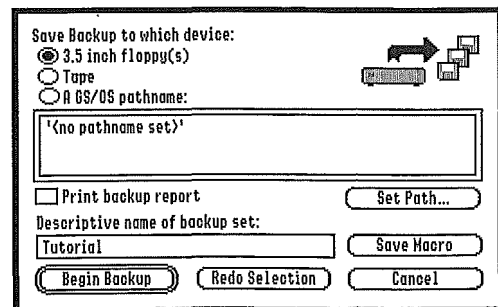 Save Backup to which device:
3.5 inch floppy(s)
Tape
A GS/OS pathname:
'<no pathname set>'
Print backup report
Set Path...
Descriptive name of backup set:
Tutorial
Save Macro
Begin Backup
Redo Selection
Cancel